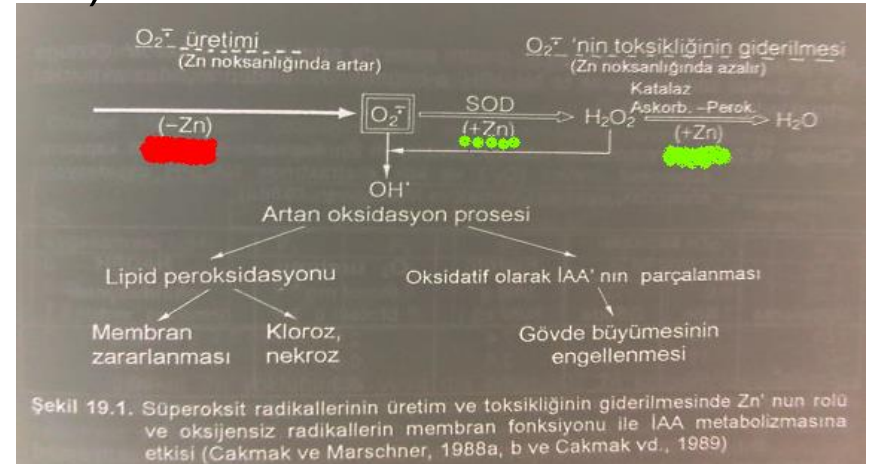 O₂⁻ üretimi
(Zn noksanlığında artar)
O₂⁻ 'nin toksikliğinin giderilmesi
(Zn noksanlığında azalır)
(–Zn)
O₂⁻
SOD
(+Zn)
H₂O₂
Katalaz
Askorb. –Perok.
(+Zn)
H₂O
OH˙
Artan oksidasyon prosesi
Lipid peroksidasyonu
Oksidatif olarak İAA' nın parçalanması
Membran
zararlanması
Kloroz,
nekroz
Gövde büyümesinin
engellenmesi
Şekil 19.1. Süperoksit radikallerinin üretim ve toksikliğinin giderilmesinde Zn' nun rolü
ve oksijensiz radikallerin membran fonksiyonu ile İAA metabolizmasına
etkisi (Cakmak ve Marschner, 1988a, b ve Cakmak vd., 1989)